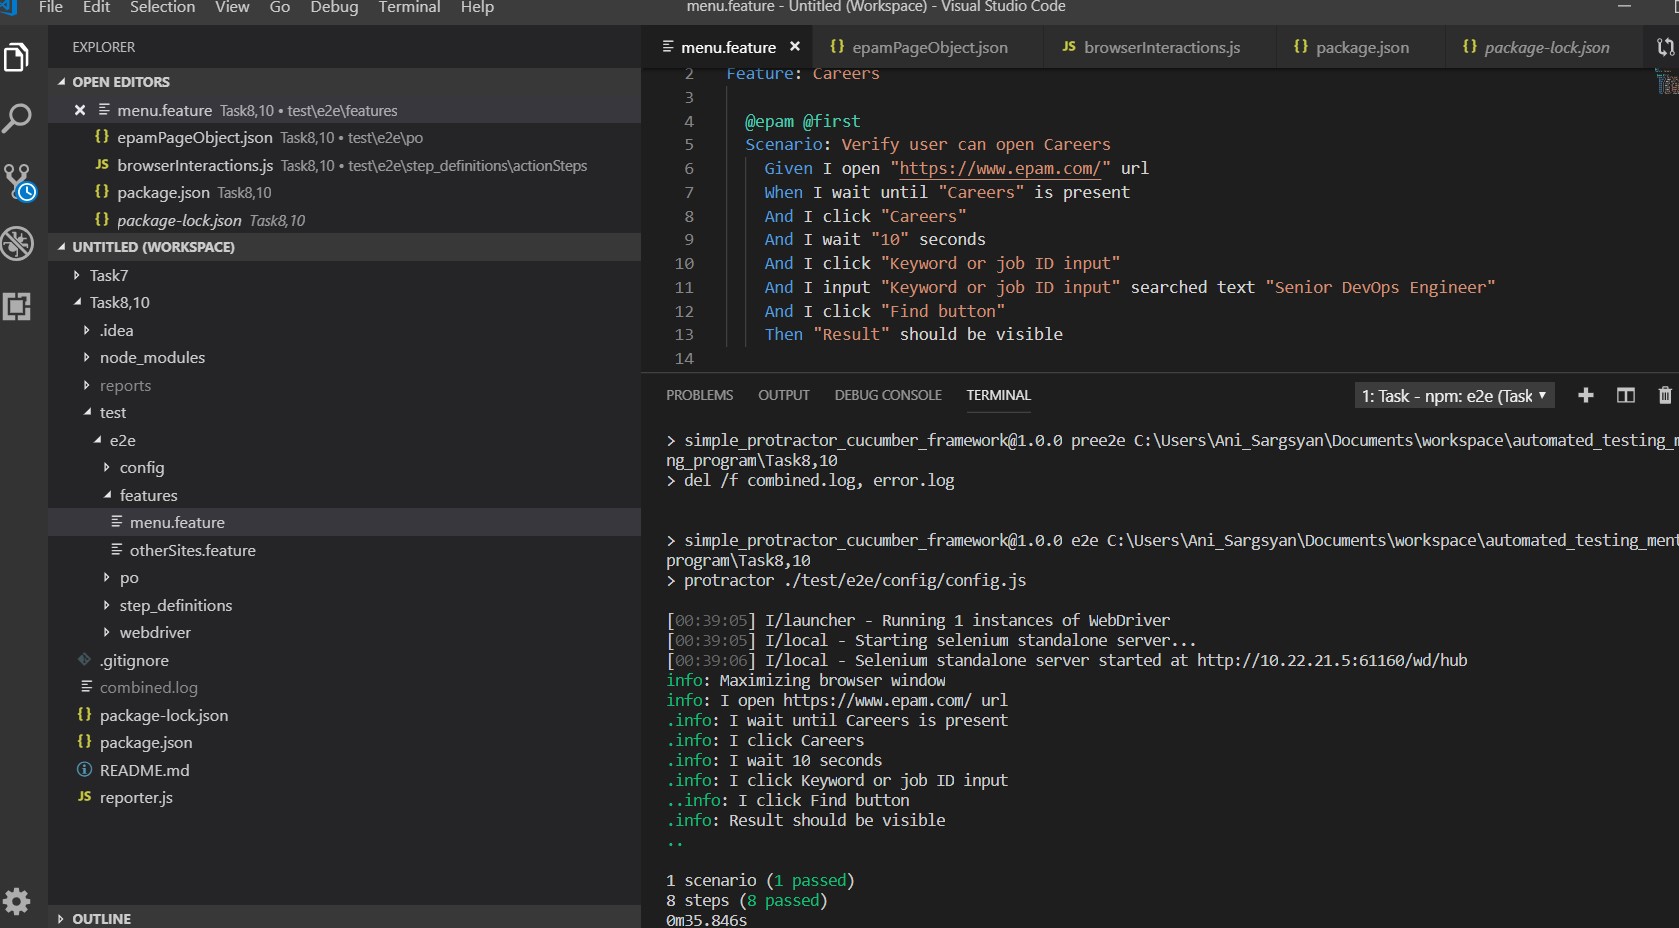 File Edit Selection View Go Debug Terminal Help menu.feature - Untitled (Workspace) - Visual Studio Code
EXPLORER
OPEN EDITORS
menu.feature Task8,10 • test\e2e\features
epamPageObject.json Task8,10 • test\e2e\po
JS browserInteractions.js Task8,10 • test\e2e\step_definitions\actionSteps
{} package.json Task8,10
{} package-lock.json Task8,10
UNTITLED (WORKSPACE)
Task7
Task8,10
.idea
node_modules
reports
test
e2e
config
features
menu.feature
otherSites.feature
po
step_definitions
webdriver
.gitignore
combined.log
{} package-lock.json
{} package.json
README.md
JS reporter.js
OUTLINE
menu.feature × {} epamPageObject.json JS browserInteractions.js {} package.json {} package-lock.json
2 Feature: Careers
3
4 @epam @first
5 Scenario: Verify user can open Careers
6 Given I open "https://www.epam.com/" url
7 When I wait until "Careers" is present
8 And I click "Careers"
9 And I wait "10" seconds
10 And I click "Keyword or job ID input"
11 And I input "Keyword or job ID input" searched text "Senior DevOps Engineer"
12 And I click "Find button"
13 Then "Result" should be visible
14
PROBLEMS OUTPUT DEBUG CONSOLE TERMINAL 1: Task - npm: e2e (Task
> simple_protractor_cucumber_framework@1.0.0 pree2e C:\Users\Ani_Sargsyan\Documents\workspace\automated_testing_m
ng_program\Task8,10
> del /f combined.log, error.log
> simple_protractor_cucumber_framework@1.0.0 e2e C:\Users\Ani_Sargsyan\Documents\workspace\automated_testing_ment
program\Task8,10
> protractor ./test/e2e/config/config.js
[00:39:05] I/launcher - Running 1 instances of WebDriver
[00:39:05] I/local - Starting selenium standalone server...
[00:39:06] I/local - Selenium standalone server started at http://10.22.21.5:61160/wd/hub
info: Maximizing browser window
info: I open https://www.epam.com/ url
.info: I wait until Careers is present
.info: I click Careers
.info: I wait 10 seconds
.info: I click Keyword or job ID input
..info: I click Find button
.info: Result should be visible
..
1 scenario (1 passed)
8 steps (8 passed)
0m35.846s